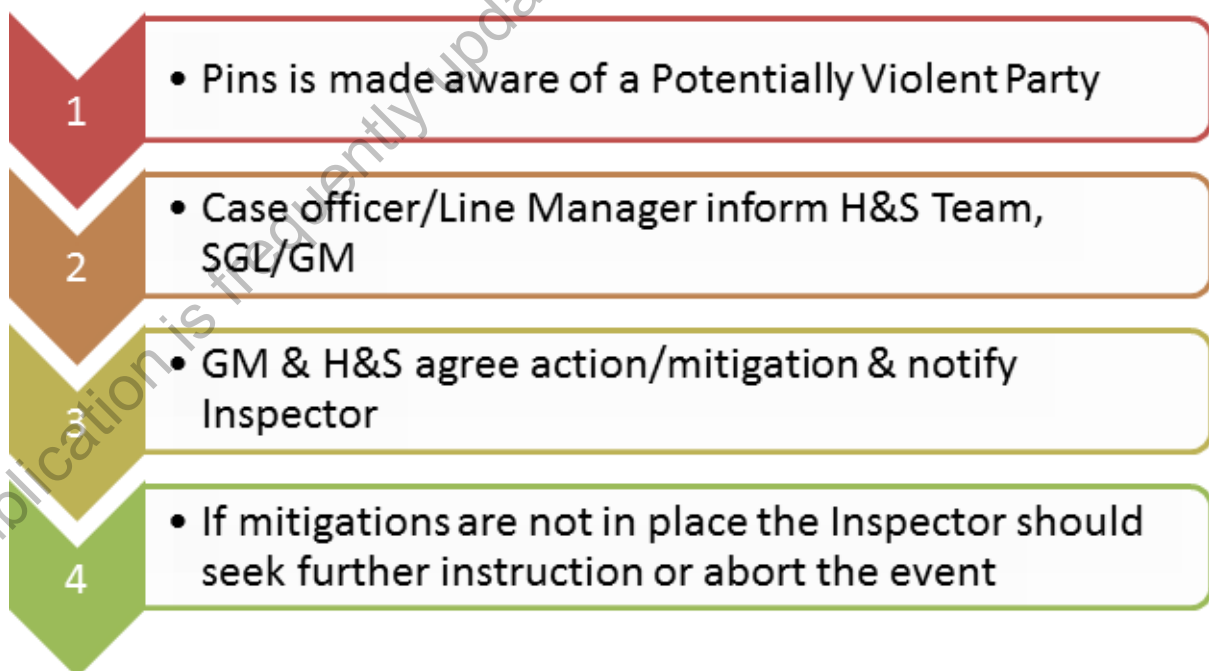 1
• Pins is made aware of a Potentially Violent Party
2
• Case officer/Line Manager inform H&S Team,
SGL/GM
3
• GM & H&S agree action/mitigation & notify
Inspector
4
• If mitigations are not in place the Inspector should
seek further instruction or abort the event
is frequently